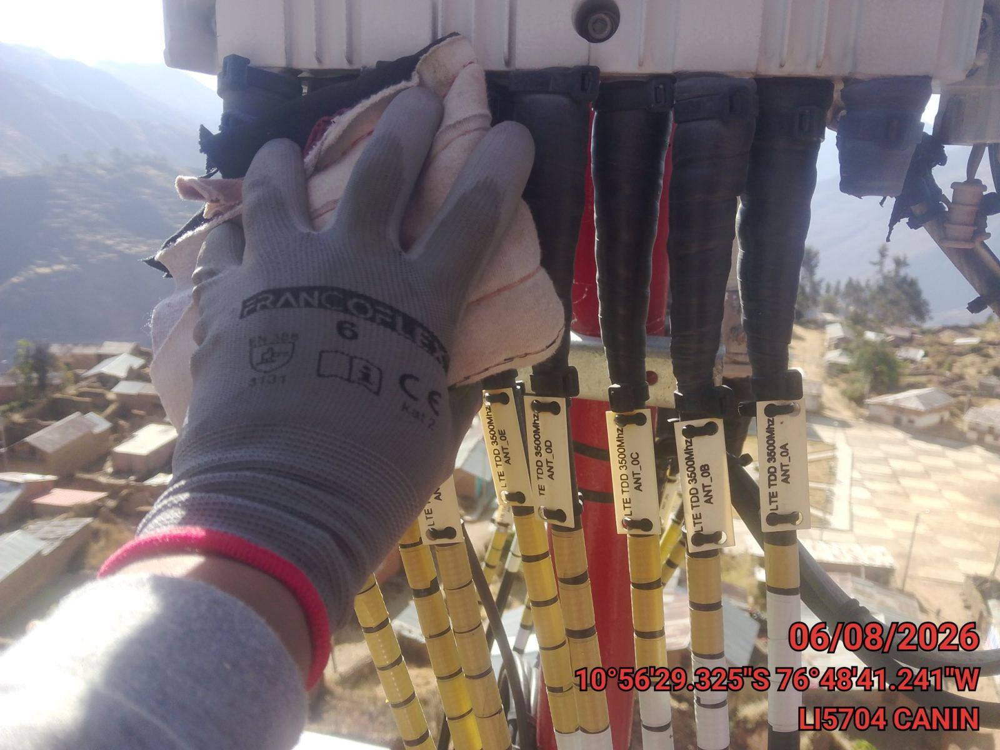 FRANCOFLEX
6
EN 388
3131
CE
Kat 2
LTE
LTE TDD 3500Mhz
ANT_0E
TE TDD 3500Mhz
ANT_0D
LTE TDD 3500Mhz
ANT_0C
LTE TDD 3500Mhz
ANT_0B
LTE TDD 3500Mhz
ANT_0A
06/08/2026
10°56'29.325"S 76°48'41.241"W
LI5704 CANIN